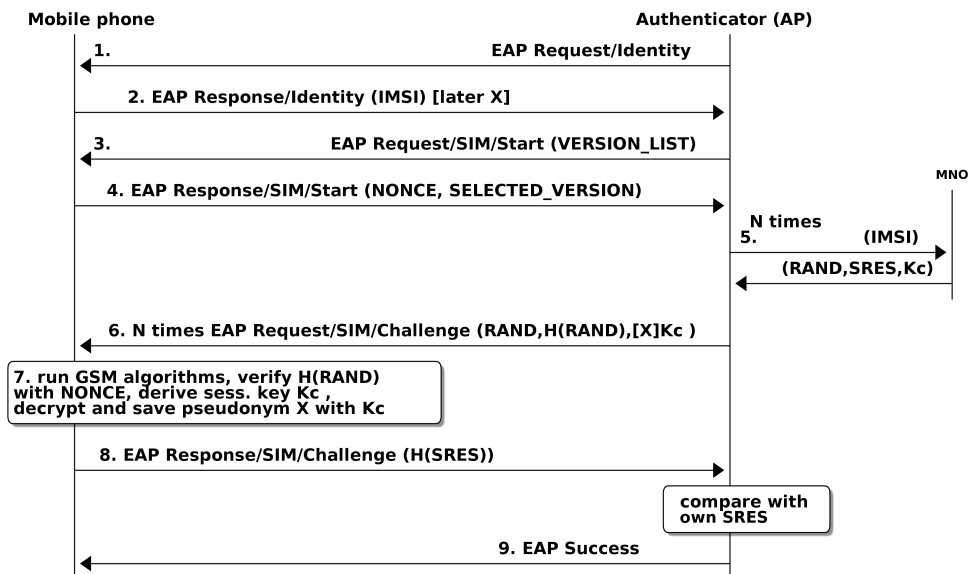 Mobile phone
Authenticator (AP)
1. EAP Request/Identity
2. EAP Response/Identity (IMSI) [later X]
3. EAP Request/SIM/Start (VERSION_LIST)
4. EAP Response/SIM/Start (NONCE, SELECTED_VERSION)
MNO
N times
5. (IMSI)
(RAND,SRES,Kc)
6. N times EAP Request/SIM/Challenge (RAND,H(RAND),[X]Kc )
7. run GSM algorithms, verify H(RAND)
with NONCE, derive sess. key Kc ,
decrypt and save pseudonym X with Kc
8. EAP Response/SIM/Challenge (H(SRES))
compare with
own SRES
9. EAP Success